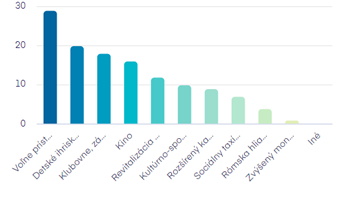 30
20
10
0
Voľne príst...
Detské ihrisk...
Klubovne, zá...
Kino
Revitalizácia ...
Kultúrno-spo...
Rozšírený ka...
Sociálny taxí...
Rómska hlia...
Zvýšený mon...
Iné